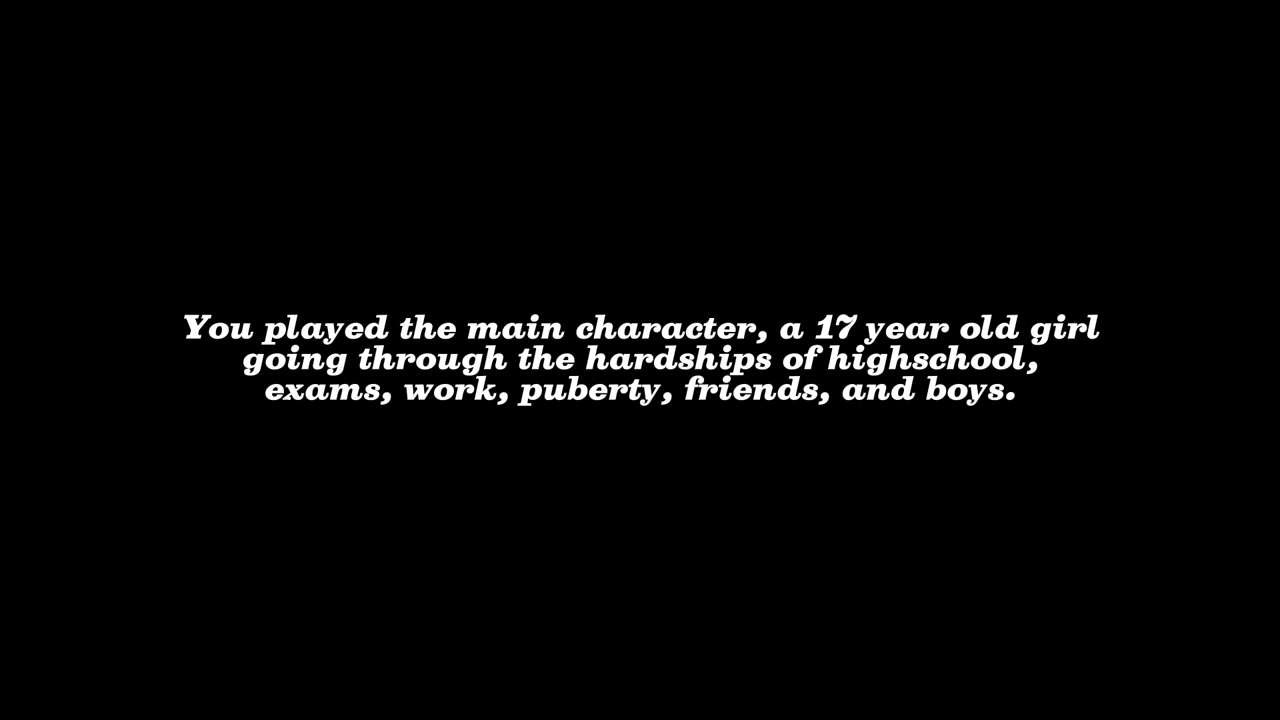 You played the main character, a 17 year old girl
going through the hardships of highschool,
exams, work, puberty, friends, and boys.